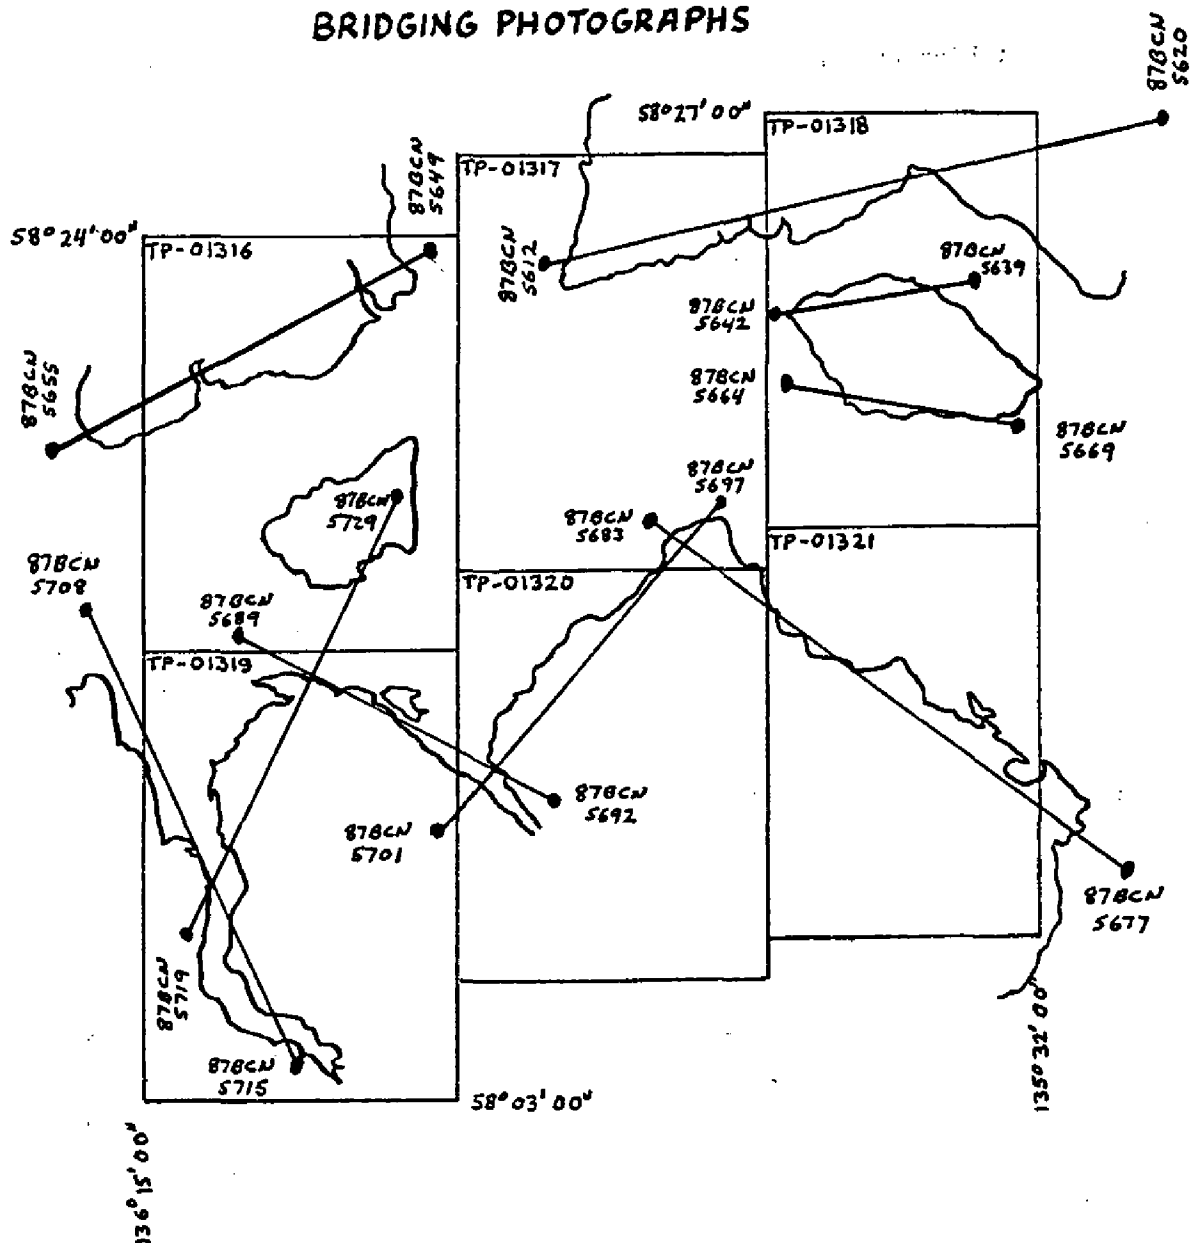 BRIDGING PHOTOGRAPHS
87BCN
5620
58°27'00"
TP-01318
87BCN
5649
TP-01317
58°24'00"
TP-01316
87BCN
5612
87BCN
5639
87BCN
5642
87BCN
5655
87BCN
5664
87BCN
5669
87BCN
5697
87BCN
5729
87BCN
5683
TP-01321
87BCN
5708
TP-01320
87BCN
5689
TP-01319
87BCN
5692
87BCN
5701
87BCN
5677
87BCN
5719
87BCN
5715
58°03'00"
135°32'00"
136°15'00"